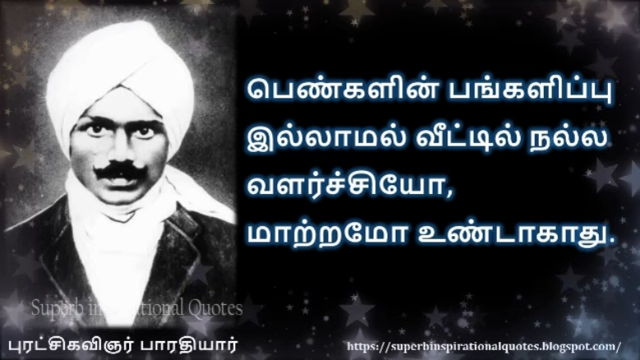 பெண்களின் பங்களிப்பு
இல்லாமல் வீட்டில் நல்ல
வளர்ச்சியோ,
மாற்றமோ உண்டாகாது.
Superb inspirational Quotes
புரட்சிகவிஞர் பாரதியார்
https://superbinspirationalquotes.blogspot.com/